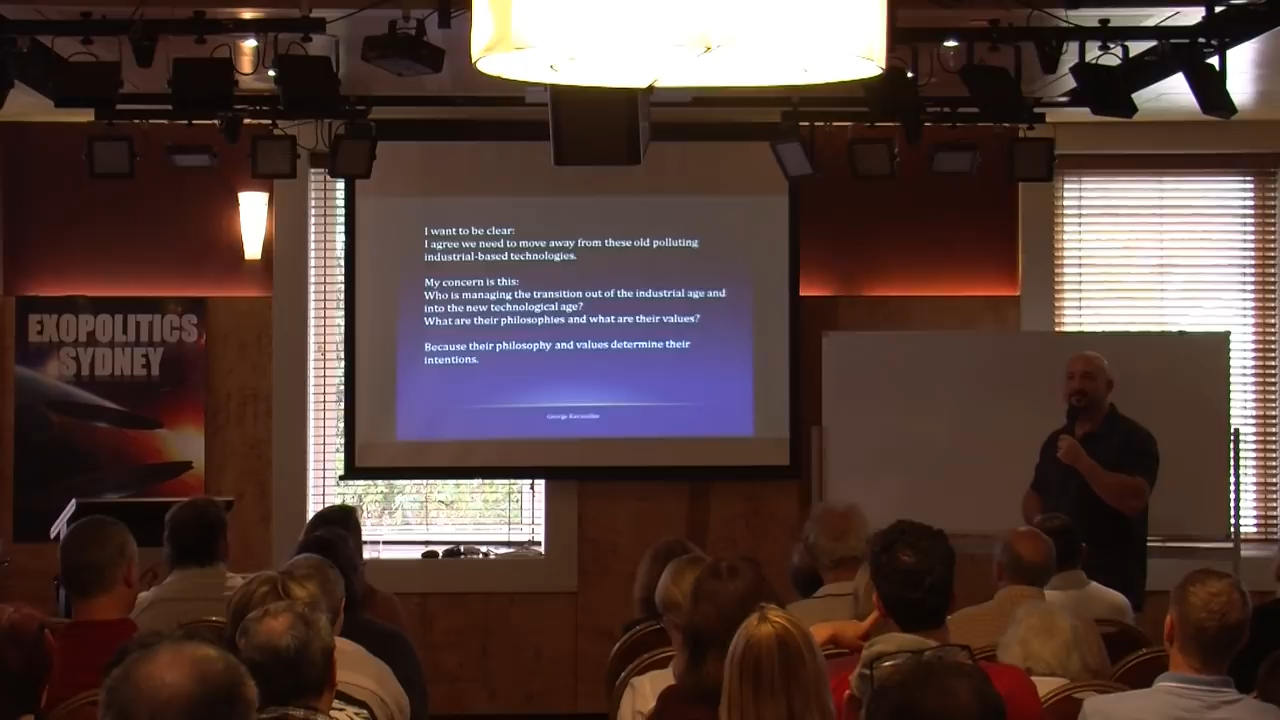 EXOPOLITICS
SYDNEY
I want to be clear:
I agree we need to move away from these old polluting
industrial-based technologies.
My concern is this:
Who is managing the transition out of the industrial age and
into the new technological age?
What are their philosophies and what are their values?
Because their philosophy and values determine their
intentions.
George